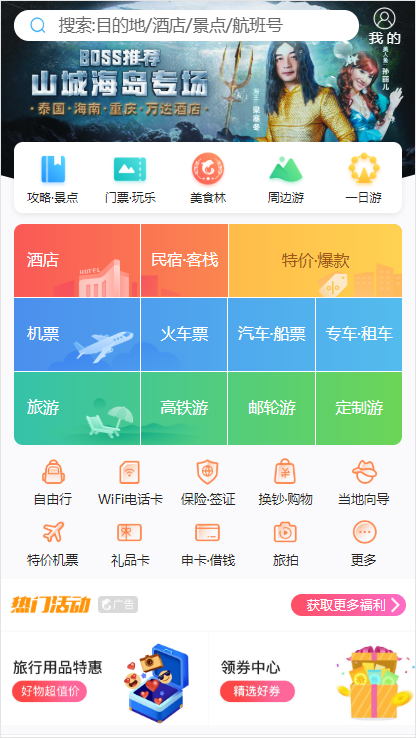 搜索:目的地/酒店/景点/航班号
我的
BOSS推荐
山城海岛专场
·泰国·海南·重庆·万达酒店·
海王
梁塞冬
美人鱼
孙丽儿
攻略·景点
门票·玩乐
美食林
周边游
一日游
酒店
HOTEL
民宿·客栈
特价·爆款
机票
火车票
汽车·船票
专车·租车
旅游
高铁游
邮轮游
定制游
自由行
WiFi电话卡
保险·签证
换钞·购物
当地向导
特价机票
礼品卡
申卡·借钱
旅拍
更多
热门活动
广告
获取更多福利
旅行用品特惠
好物超值价
领券中心
精选好券